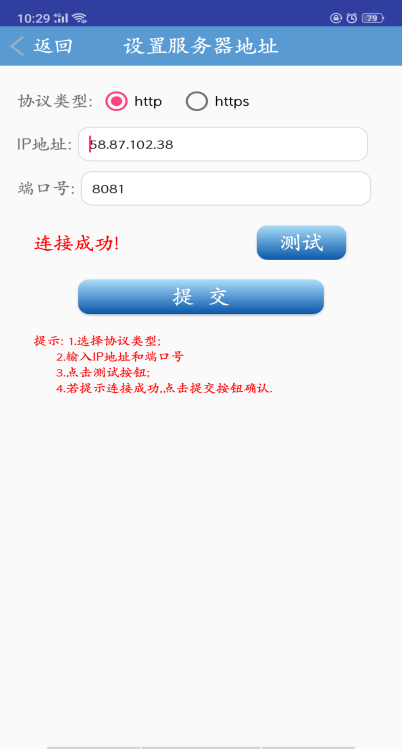 10:29 79
返回 设置服务器地址
协议类型: http https
IP地址: 58.87.102.38
端口号: 8081
连接成功! 测试
提 交
提示: 1.选择协议类型;
2.输入IP地址和端口号
3.点击测试按钮;
4.若提示连接成功,点击提交按钮确认.